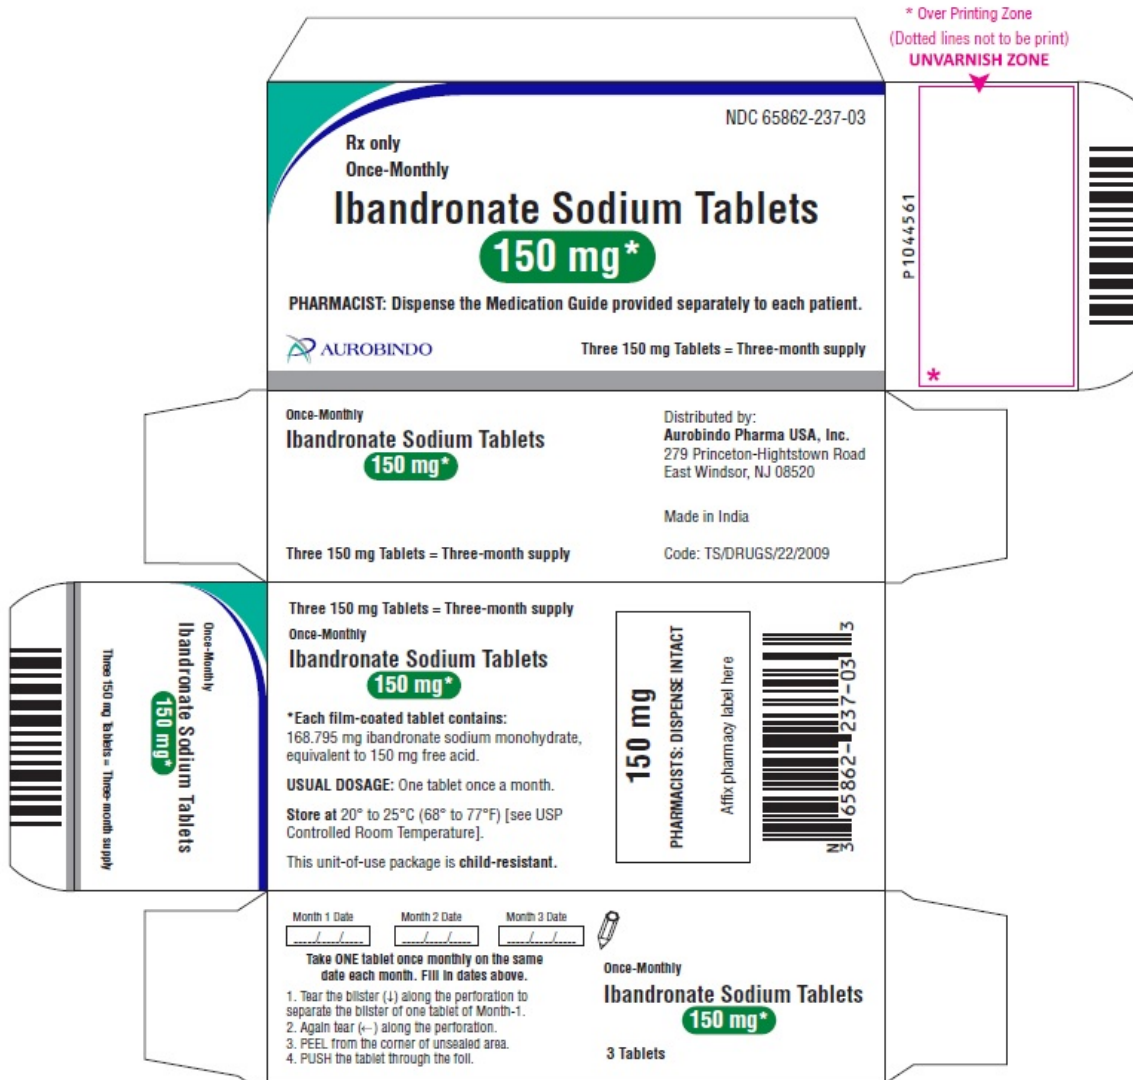 * Over Printing Zone
(Dotted lines not to be print)
UNVARNISH ZONE
NDC 65862-237-03
Rx only
Once-Monthly
Ibandronate Sodium Tablets
150 mg*
PHARMACIST: Dispense the Medication Guide provided separately to each patient.
AUROBINDO
Three 150 mg Tablets = Three-month supply
P1044561
*
Once-Monthly
Ibandronate Sodium Tablets
150 mg*
Three 150 mg Tablets = Three-month supply
Distributed by:
Aurobindo Pharma USA, Inc.
279 Princeton-Hightstown Road
East Windsor, NJ 08520
Made in India
Code: TS/DRUGS/22/2009
Once-Monthly
Ibandronate Sodium Tablets
150 mg*
Three 150 mg Tablets = Three-month supply
Three 150 mg Tablets = Three-month supply
Once-Monthly
Ibandronate Sodium Tablets
150 mg*
*Each film-coated tablet contains:
168.795 mg ibandronate sodium monohydrate,
equivalent to 150 mg free acid.
USUAL DOSAGE: One tablet once a month.
Store at 20° to 25°C (68° to 77°F) [see USP
Controlled Room Temperature].
This unit-of-use package is child-resistant.
150 mg
PHARMACISTS: DISPENSE INTACT
Affix pharmacy label here
N
3 65862-237-03 3
Month 1 Date
Month 2 Date
Month 3 Date
____/____/____
____/____/____
____/____/____
Take ONE tablet once monthly on the same
date each month. Fill in dates above.
1. Tear the blister (↓) along the perforation to
separate the blister of one tablet of Month-1.
2. Again tear (←) along the perforation.
3. PEEL from the corner of unsealed area.
4. PUSH the tablet through the foil.
Once-Monthly
Ibandronate Sodium Tablets
150 mg*
3 Tablets